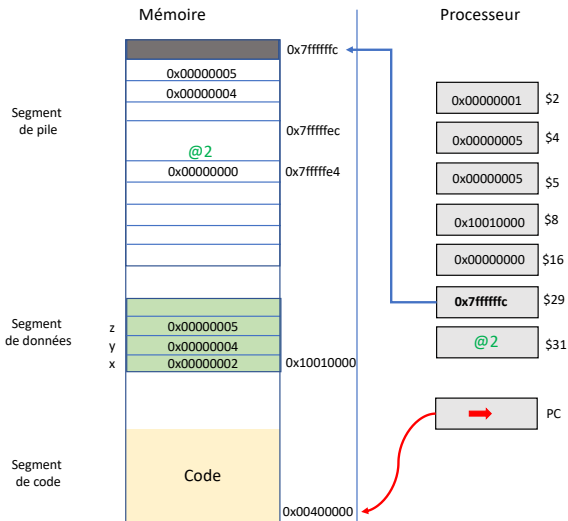 Mémoire
Processeur
0x7ffffffc
0x00000005
0x00000004
Segment
de pile
0x7fffffec
@2
0x00000000
0x7fffffe4
0x00000001 $2
0x00000005 $4
0x00000005 $5
0x10010000 $8
0x00000000 $16
0x7ffffffc $29
@2 $31
Segment
de données
z 0x00000005
y 0x00000004
x 0x00000002
0x10010000
PC
Segment
de code
Code
0x00400000